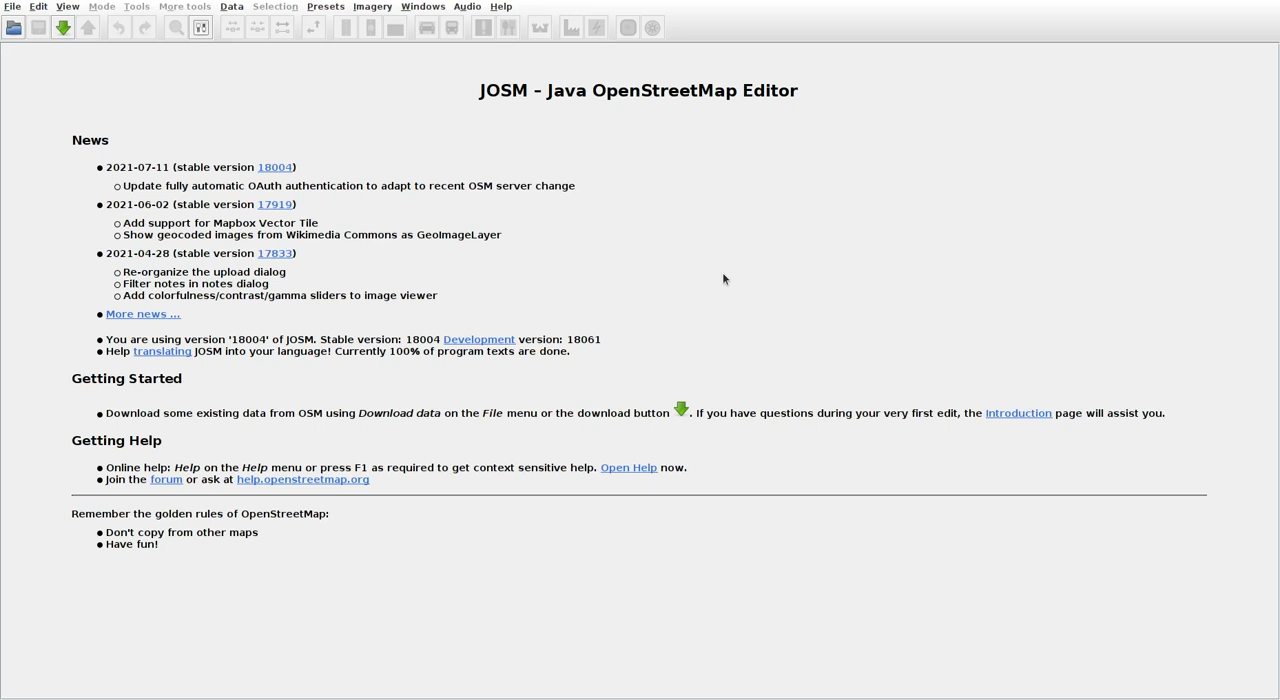 File Edit View Mode Tools More tools Data Selection Presets Imagery Windows Audio Help
JOSM – Java OpenStreetMap Editor
News
2021-07-11 (stable version 18004)
Update fully automatic OAuth authentication to adapt to recent OSM server change
2021-06-02 (stable version 17919)
Add support for Mapbox Vector Tile
Show geocoded images from Wikimedia Commons as GeoImageLayer
2021-04-28 (stable version 17833)
Re-organize the upload dialog
Filter notes in notes dialog
Add colorfulness/contrast/gamma sliders to image viewer
More news ...
You are using version '18004' of JOSM. Stable version: 18004 Development version: 18061
Help translating JOSM into your language! Currently 100% of program texts are done.
Getting Started
Download some existing data from OSM using Download data on the File menu or the download button . If you have questions during your very first edit, the Introduction page will assist you.
Getting Help
Online help: Help on the Help menu or press F1 as required to get context sensitive help. Open Help now.
Join the forum or ask at help.openstreetmap.org
Remember the golden rules of OpenStreetMap:
Don't copy from other maps
Have fun!